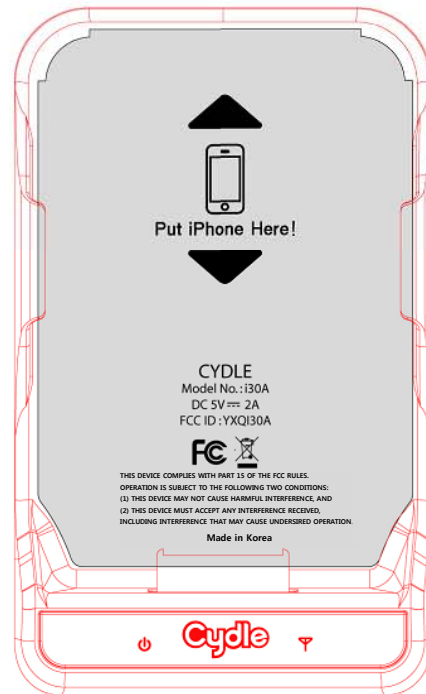 Put iPhone Here!
CYDLE
Model No.:i30A
DC 5V⎓ 2A
FCC ID :YXQI30A
FC
THIS DEVICE COMPLIES WITH PART 15 OF THE FCC RULES.
OPERATION IS SUBJECT TO THE FOLLOWING TWO CONDITIONS:
(1) THIS DEVICE MAY NOT CAUSE HARMFUL INTERFERENCE, AND
(2) THIS DEVICE MUST ACCEPT ANY INTERFERENCE RECEIVED,
INCLUDING INTERFERENCE THAT MAY CAUSE UNDERSIRED OPERATION.
Made in Korea
Cydle